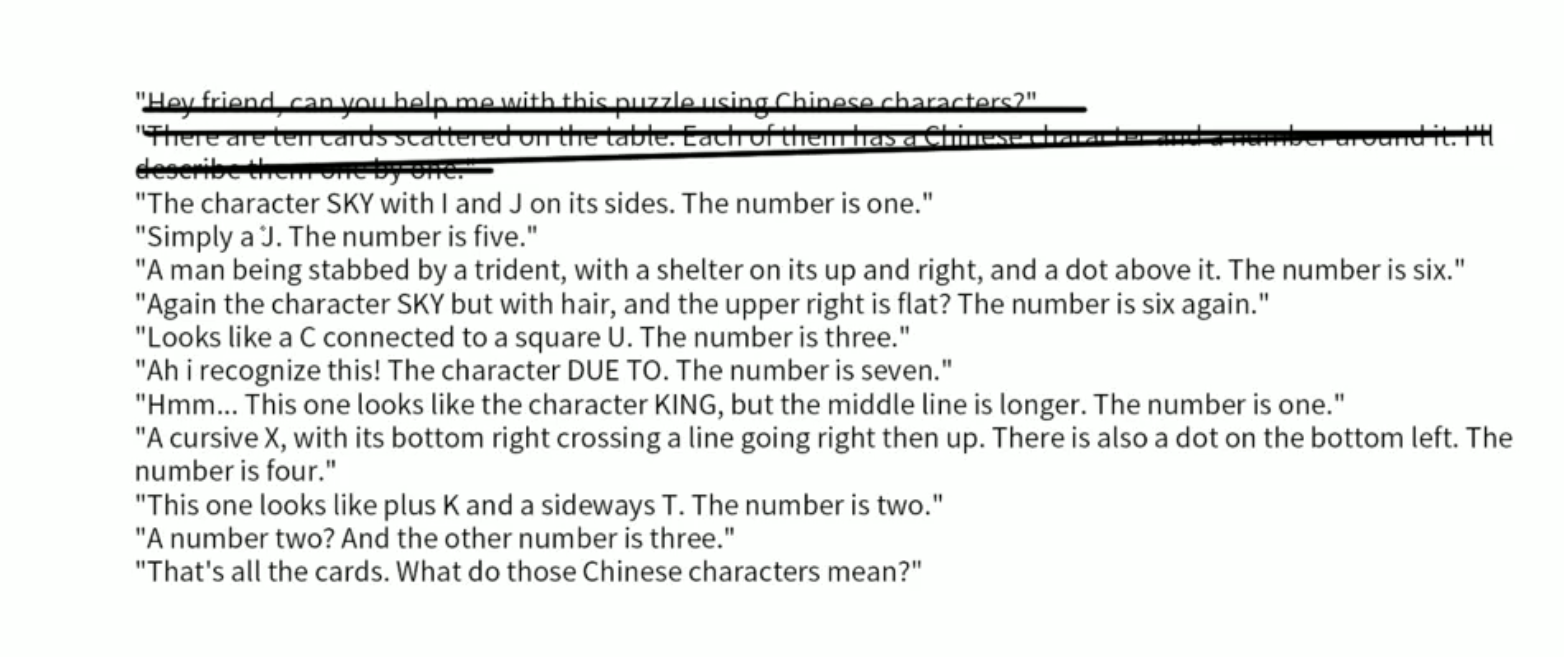 "Hey friend, can you help me with this puzzle using Chinese characters?"
"There are ten cards scattered on the table. Each of them has a Chinese character and a number around it. I'll
describe them one by one."
"The character SKY with I and J on its sides. The number is one."
"Simply a J. The number is five."
"A man being stabbed by a trident, with a shelter on its up and right, and a dot above it. The number is six."
"Again the character SKY but with hair, and the upper right is flat? The number is six again."
"Looks like a C connected to a square U. The number is three."
"Ah i recognize this! The character DUE TO. The number is seven."
"Hmm... This one looks like the character KING, but the middle line is longer. The number is one."
"A cursive X, with its bottom right crossing a line going right then up. There is also a dot on the bottom left. The
number is four."
"This one looks like plus K and a sideways T. The number is two."
"A number two? And the other number is three."
"That's all the cards. What do those Chinese characters mean?"